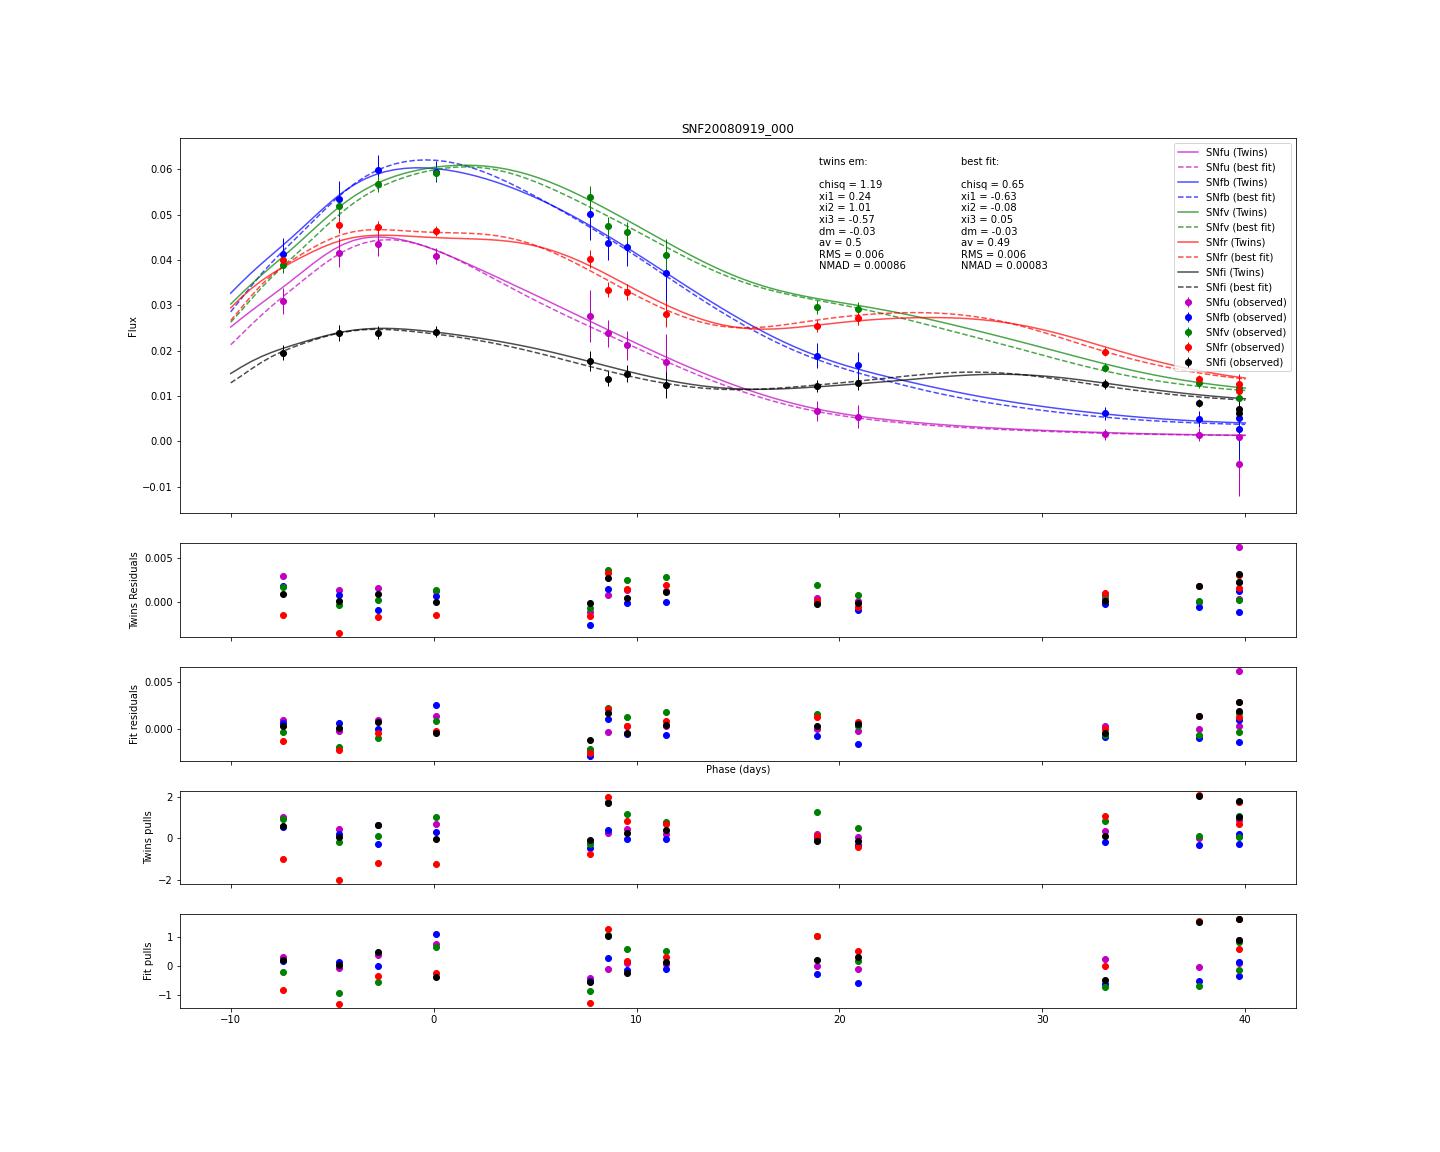 SNF20080919_000
Flux
0.06
0.05
0.04
0.03
0.02
0.01
0.00
−0.01
twins em:
chisq = 1.19
xi1 = 0.24
xi2 = 1.01
xi3 = -0.57
dm = -0.03
av = 0.5
RMS = 0.006
NMAD = 0.00086
best fit:
chisq = 0.65
xi1 = -0.63
xi2 = -0.08
xi3 = 0.05
dm = -0.03
av = 0.49
RMS = 0.006
NMAD = 0.00083
SNfu (Twins)
SNfu (best fit)
SNfb (Twins)
SNfb (best fit)
SNfv (Twins)
SNfv (best fit)
SNfr (Twins)
SNfr (best fit)
SNfi (Twins)
SNfi (best fit)
SNfu (observed)
SNfb (observed)
SNfv (observed)
SNfr (observed)
SNfi (observed)
Twins Residuals
0.005
0.000
Fit residuals
0.005
0.000
Phase (days)
Twins pulls
2
0
−2
Fit pulls
1
0
−1
−10
0
10
20
30
40